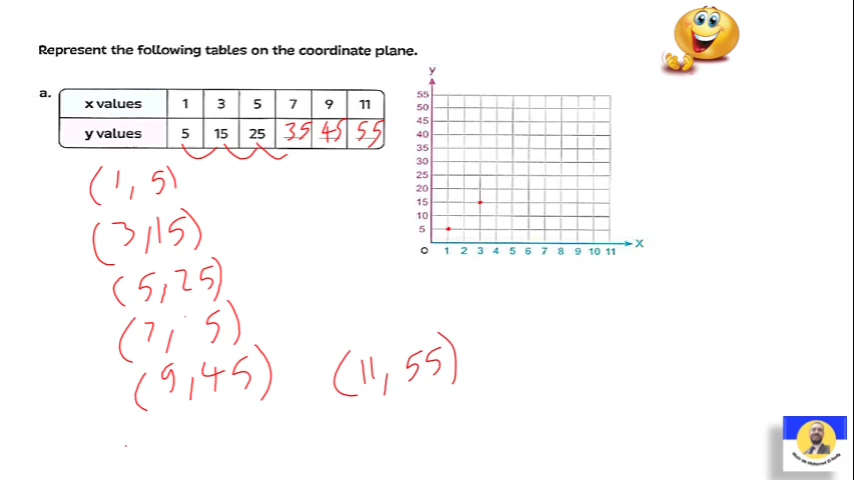 Represent the following tables on the coordinate plane.
a.
x values 1 3 5 7 9 11
y values 5 15 25 35 45 55
(1, 5)
(3, 15)
(5, 25)
(7, 5)
(9, 45)
(11, 55)
y
55
50
45
40
35
30
25
20
15
10
5
O 1 2 3 4 5 6 7 8 9 10 11 X